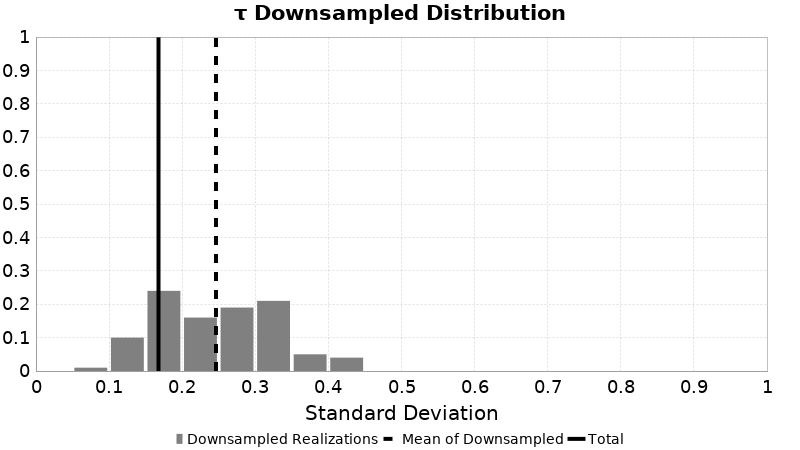 τ Downsampled Distribution
1
0.9
0.8
0.7
0.6
0.5
0.4
0.3
0.2
0.1
0
0 0.1 0.2 0.3 0.4 0.5 0.6 0.7 0.8 0.9 1
Standard Deviation
Downsampled Realizations Mean of Downsampled Total